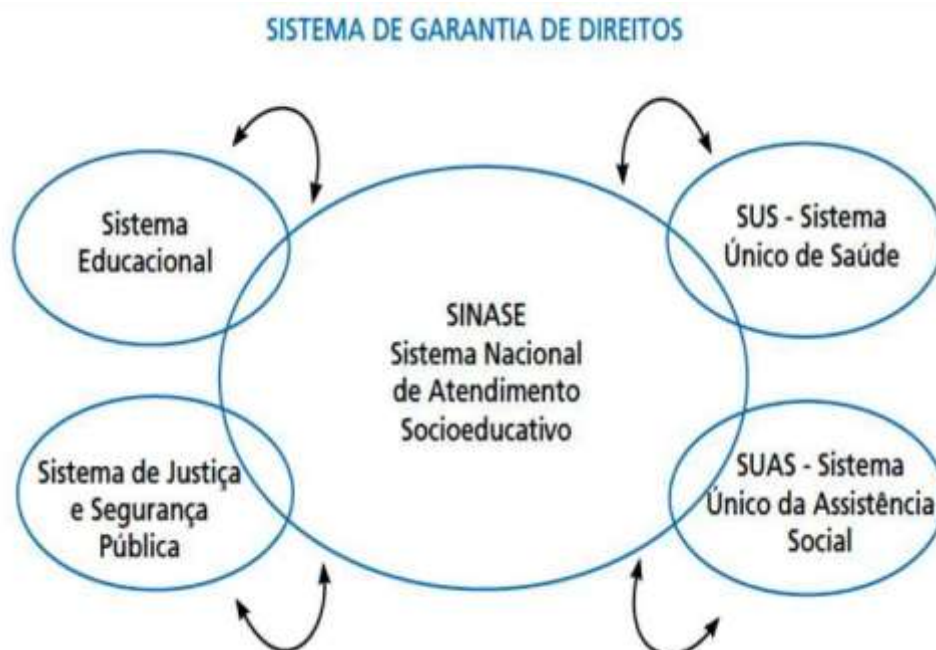 SISTEMA DE GARANTIA DE DIREITOS
Sistema
Educacional
SUS - Sistema
Único de Saúde
SINASE
Sistema Nacional
de Atendimento
Socioeducativo
Sistema de Justiça
e Segurança
Pública
SUAS - Sistema
Único da Assistência
Social